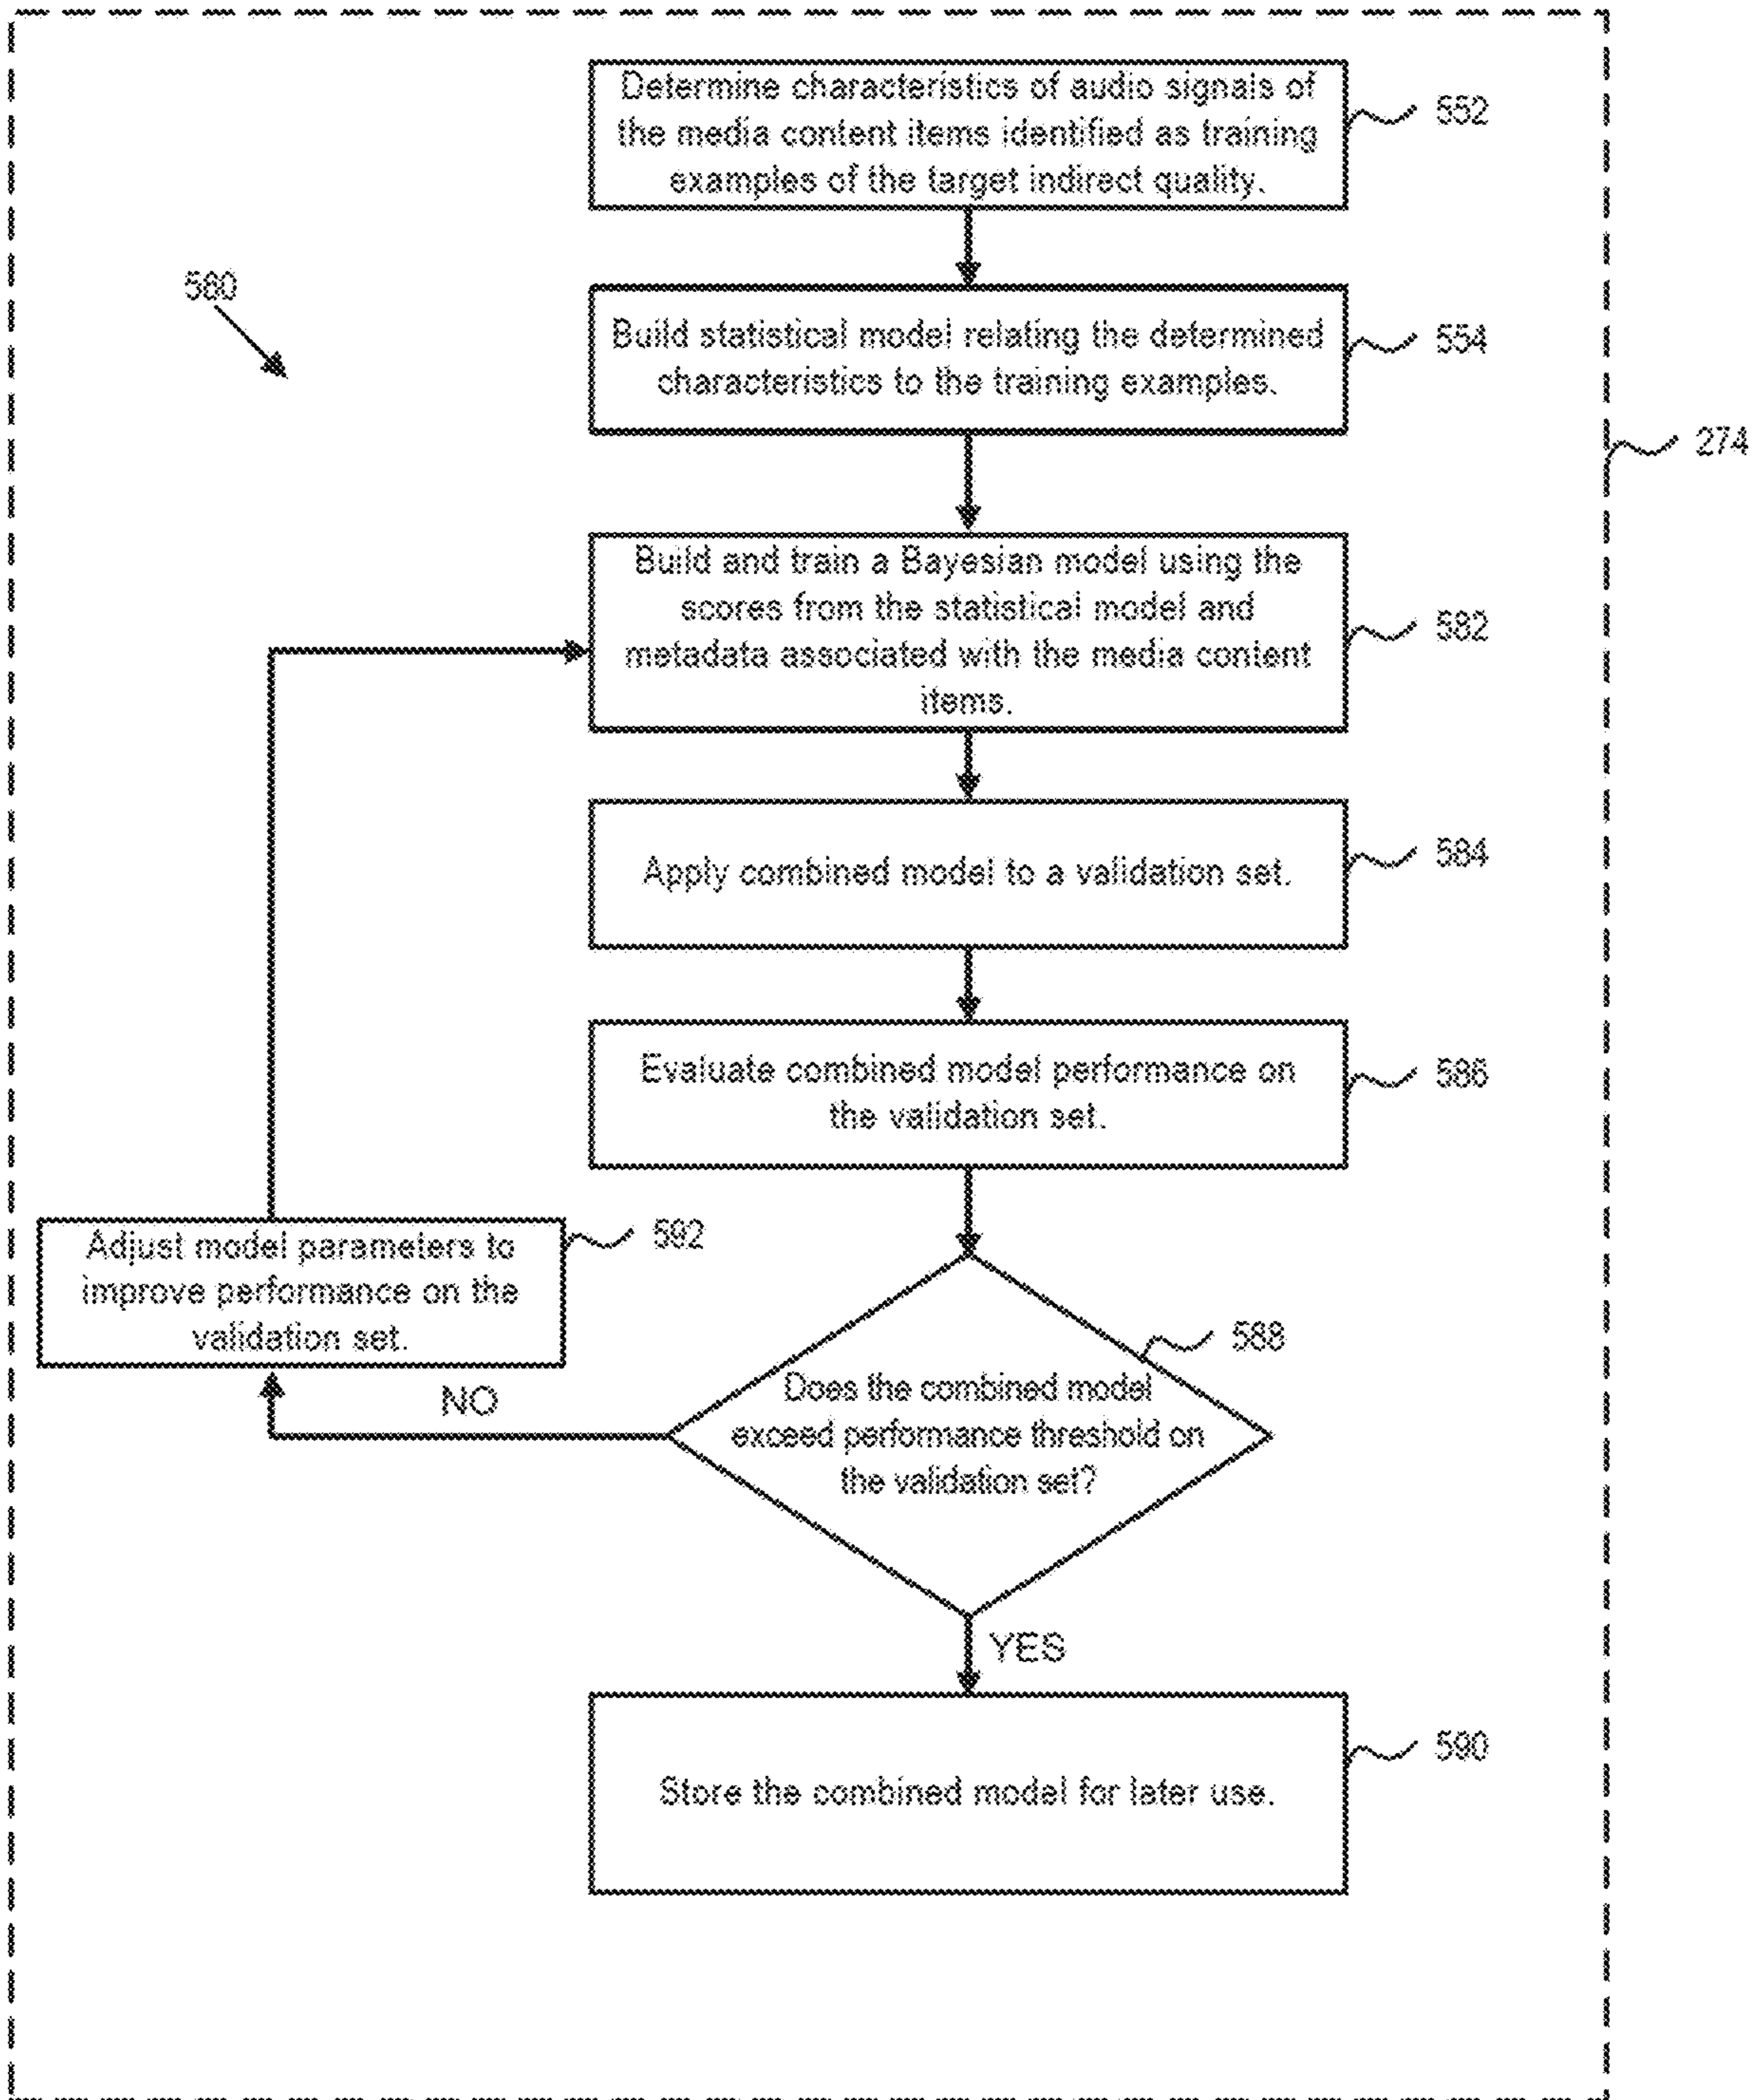 Determine characteristics of audio signals of
the media content items identified as training
examples of the target indirect quality.
552
580
Build statistical model relating the determined
characteristics to the training examples.
554
274
Build and train a Bayesian model using the
scores from the statistical model and
metadata associated with the media content
items.
582
Apply combined model to a validation set.
584
Evaluate combined model performance on
the validation set.
586
Adjust model parameters to
improve performance on the
validation set.
592
588
Does the combined model
exceed performance threshold on
the validation set?
NO
YES
Store the combined model for later use.
590